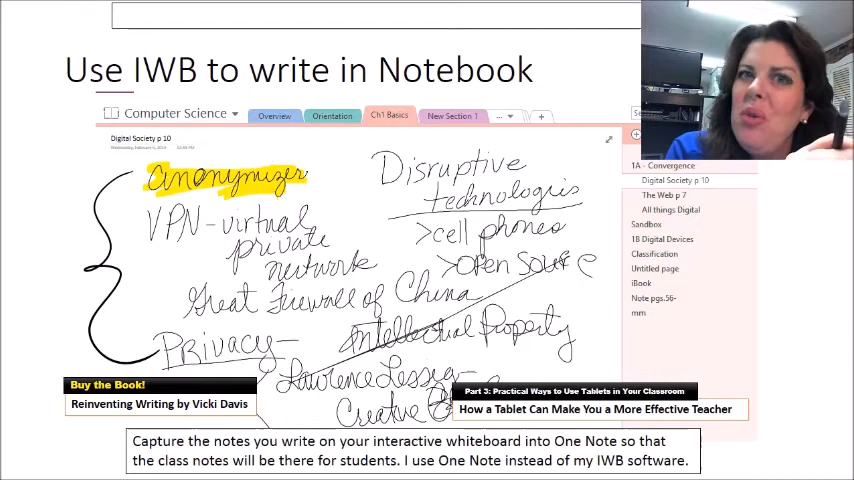 Use IWB to write in Notebook
Computer Science
Overview
Orientation
Ch1 Basics
New Section 1
...
+
Digital Society p 10
anonymizer
VPN - virtual
private
network
Great Firewall of China
Privacy-
Disruptive
technologies
>cell phones
>Open Source
Intellectual Property
Lawrence Lessig-
Creative
1A - Convergence
Digital Society p 10
The Web p 7
All things Digital
Sandbox
1B Digital Devices
Classification
Untitled page
iBook
Note pgs.56-
mm
Buy the Book!
Reinventing Writing by Vicki Davis
Part 3: Practical Ways to Use Tablets in Your Classroom
How a Tablet Can Make You a More Effective Teacher
Capture the notes you write on your interactive whiteboard into One Note so that
the class notes will be there for students. I use One Note instead of my IWB software.